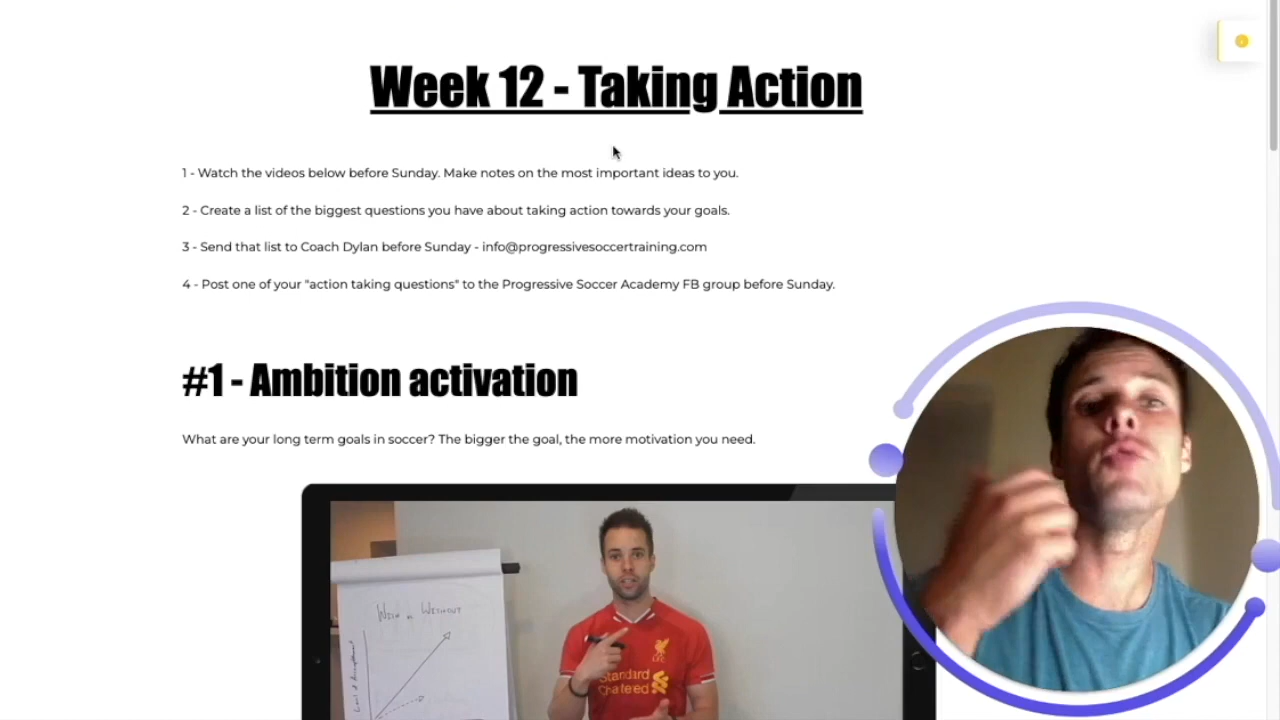 Week 12 - Taking Action
1 - Watch the videos below before Sunday. Make notes on the most important ideas to you.
2 - Create a list of the biggest questions you have about taking action towards your goals.
3 - Send that list to Coach Dylan before Sunday - info@progressivesoccertraining.com
4 - Post one of your "action taking questions" to the Progressive Soccer Academy FB group before Sunday.
#1 - Ambition activation
What are your long term goals in soccer? The bigger the goal, the more motivation you need.
With vs Without
Standard
Chartered